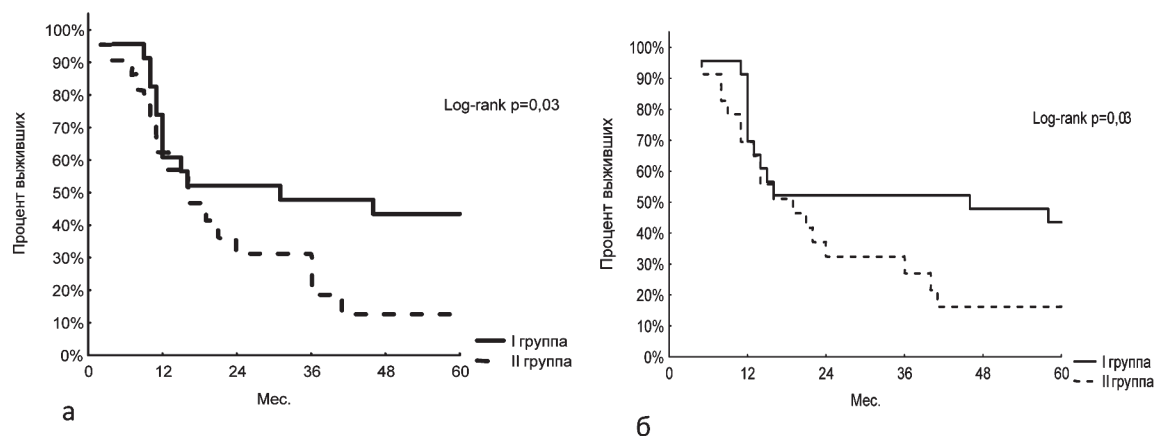 100%
90%
80%
70%
60%
50%
40%
30%
20%
10%
0%
Процент выживших
Log-rank p=0,03
I группа
II группа
0 12 24 36 48 60
Мес.
а
100%
90%
80%
70%
60%
50%
40%
30%
20%
10%
0%
Процент выживших
Log-rank p=0,03
I группа
II группа
0 12 24 36 48 60
Мес.
б